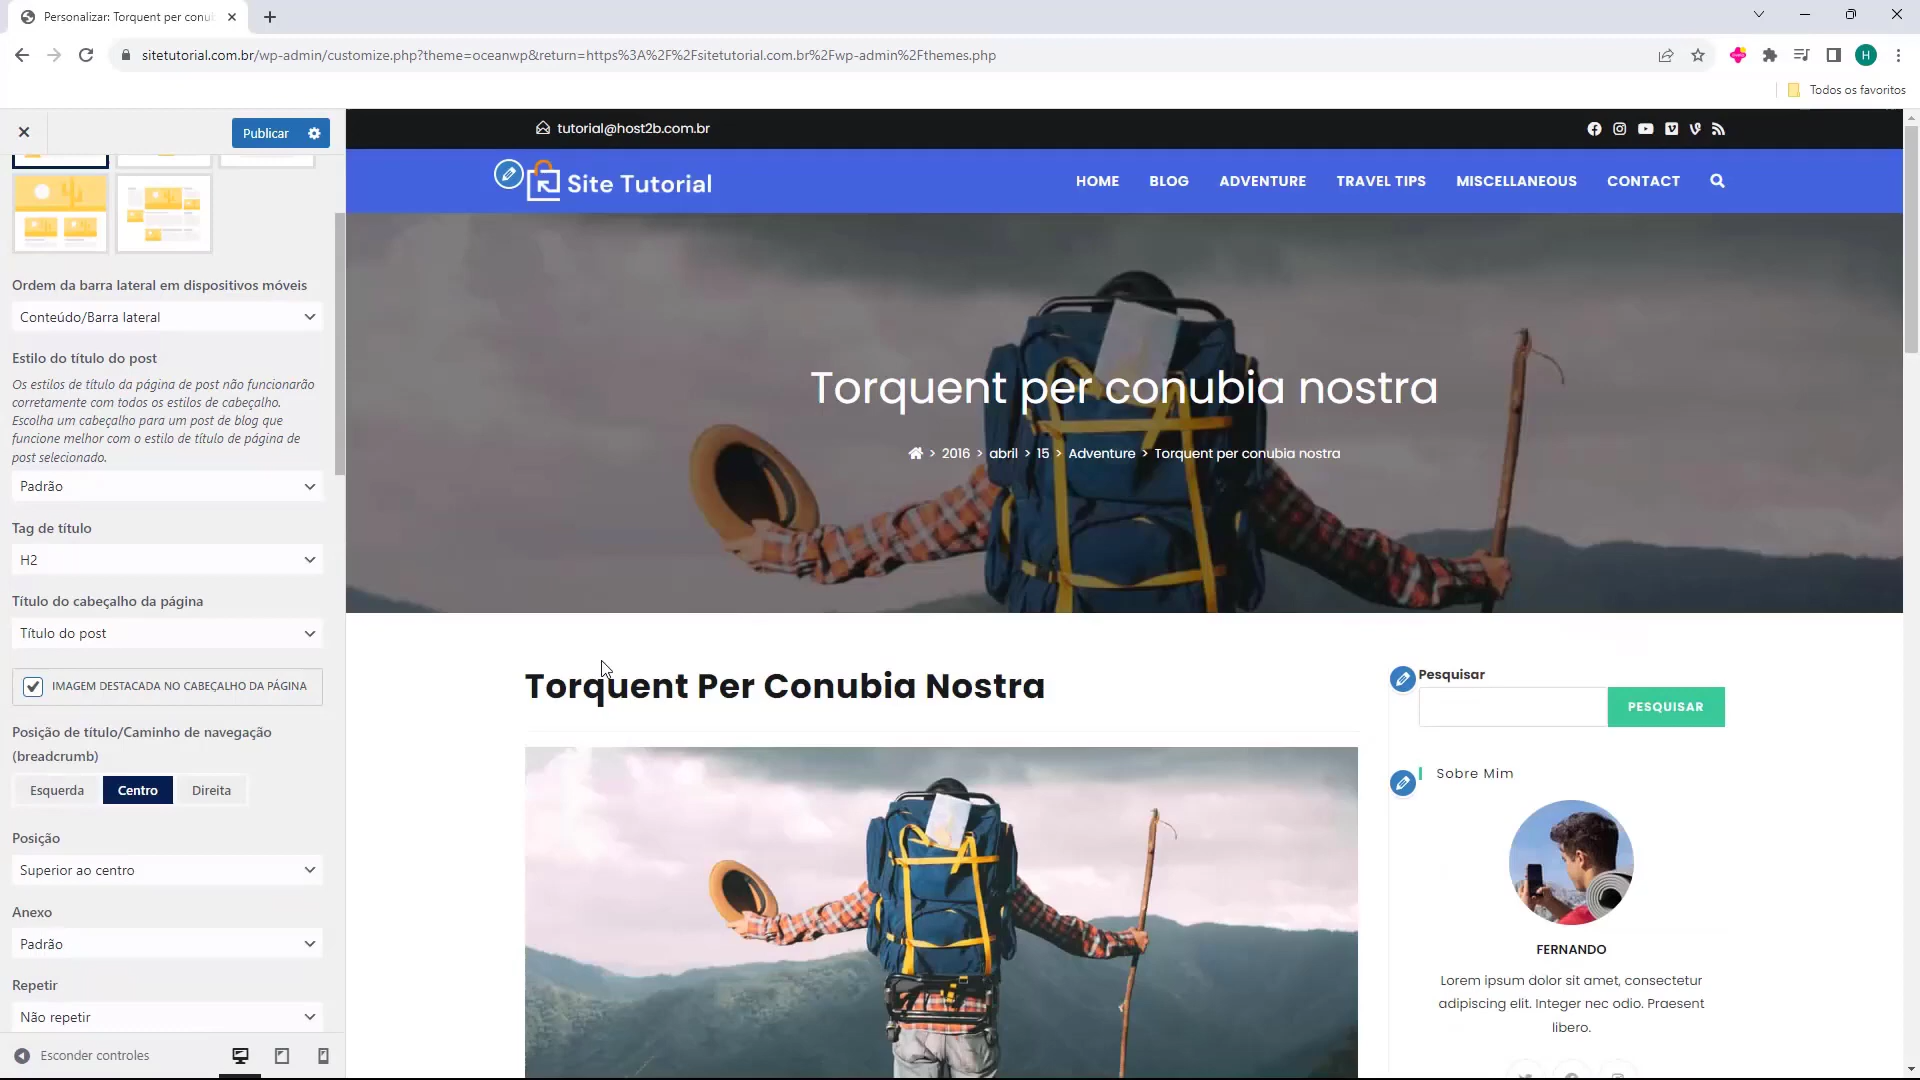 Personalizar: Torquent per conub
sitetutorial.com.br/wp-admin/customize.php?theme=oceanwp&return=https%3A%2F%2Fsitetutorial.com.br%2Fwp-admin%2Fthemes.php
H
Todos os favoritos
Publicar
Ordem da barra lateral em dispositivos móveis
Conteúdo/Barra lateral
Estilo do título do post
Os estilos de título da página de post não funcionarão
corretamente com todos os estilos de cabeçalho.
Escolha um cabeçalho para um post de blog que
funcione melhor com o estilo de título de página de
post selecionado.
Padrão
Tag de título
H2
Título do cabeçalho da página
Título do post
IMAGEM DESTACADA NO CABEÇALHO DA PÁGINA
Posição de título/Caminho de navegação
(breadcrumb)
Esquerda Centro Direita
Posição
Superior ao centro
Anexo
Padrão
Repetir
Não repetir
Esconder controles
tutorial@host2b.com.br
Site Tutorial
HOME BLOG ADVENTURE TRAVEL TIPS MISCELLANEOUS CONTACT
Torquent per conubia nostra
> 2016 > abril > 15 > Adventure > Torquent per conubia nostra
Torquent Per Conubia Nostra
Pesquisar
PESQUISAR
Sobre Mim
FERNANDO
Lorem ipsum dolor sit amet, consectetur
adipiscing elit. Integer nec odio. Praesent
libero.